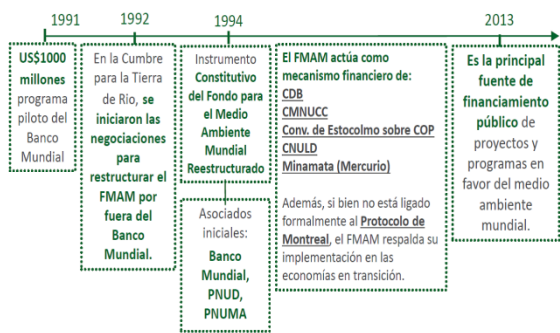 1991
1992
1994
2013
US$1000
millones
programa
piloto del
Banco
Mundial
En la Cumbre
para la Tierra
de Rio, se
iniciaron las
negociaciones
para
restructurar el
FMAM por
fuera del
Banco
Mundial.
Instrumento
Constitutivo
del Fondo para
el Medio
Ambiente
Mundial
Reestructurado
Asociados
iniciales:
Banco
Mundial,
PNUD,
PNUMA
El FMAM actúa como
mecanismo financiero de:
CDB
CMNUCC
Conv. de Estocolmo sobre COP
CNULD
Minamata (Mercurio)
Además, si bien no está ligado
formalmente al Protocolo de
Montreal, el FMAM respalda su
implementación en las
economías en transición.
Es la principal
fuente de
financiamiento
público de
proyectos y
programas en
favor del medio
ambiente
mundial.